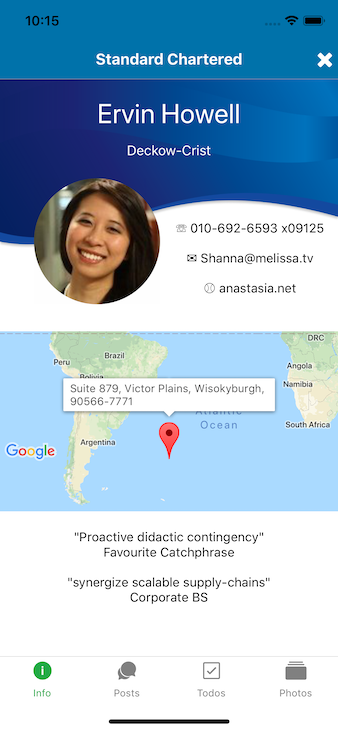 10:15
Standard Chartered
Ervin Howell
Deckow-Crist
010-692-6593 x09125
Shanna@melissa.tv
anastasia.net
DRC
Brazil
Peru
Angola
Bolivia
Namibia
Suite 879, Victor Plains, Wisokyburgh,
90566-7771
Atlantic
Ocean
South Africa
Argentina
Google
"Proactive didactic contingency"
Favourite Catchphrase
"synergize scalable supply-chains"
Corporate BS
Info
Posts
Todos
Photos